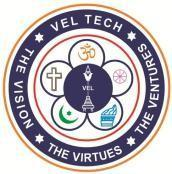 VEL TECH
THE VISION
THE VIRTUES
THE VENTURES
ॐ
VEL